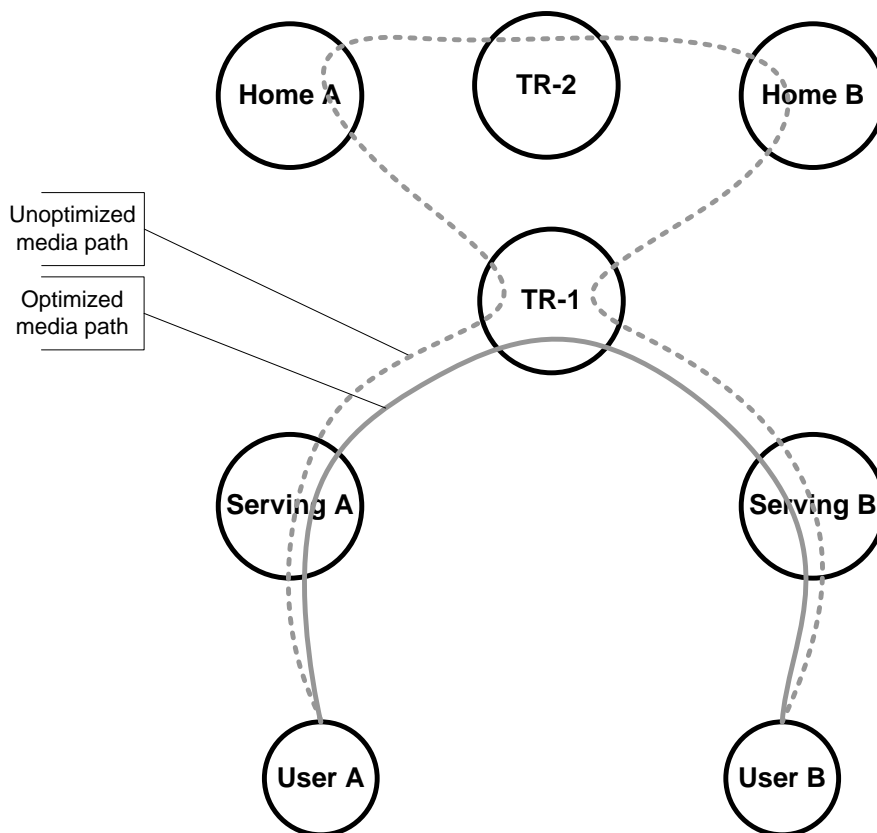 Home A
TR-2
Home B
Unoptimized
media path
Optimized
media path
TR-1
Serving A
Serving B
User A
User B